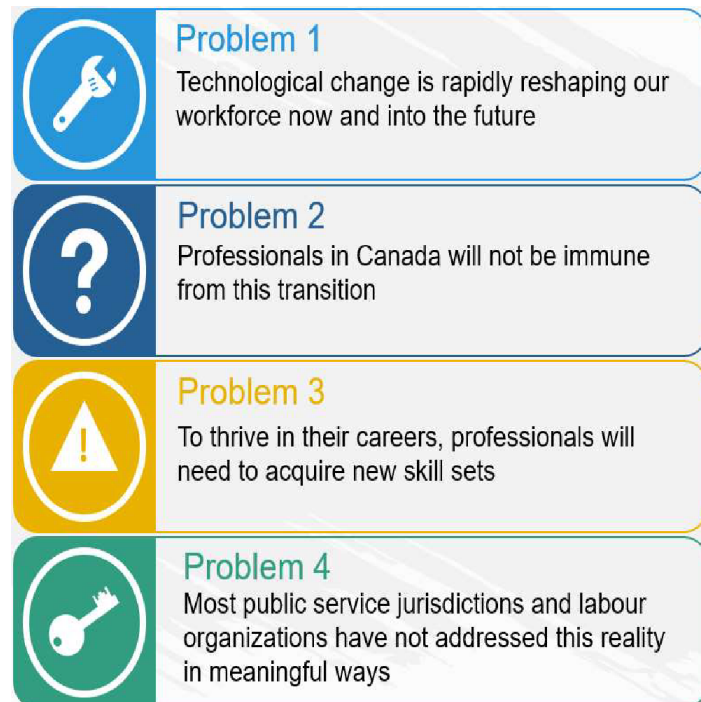 Problem 1
Technological change is rapidly reshaping our
workforce now and into the future
Problem 2
Professionals in Canada will not be immune
from this transition
Problem 3
To thrive in their careers, professionals will
need to acquire new skill sets
Problem 4
Most public service jurisdictions and labour
organizations have not addressed this reality
in meaningful ways